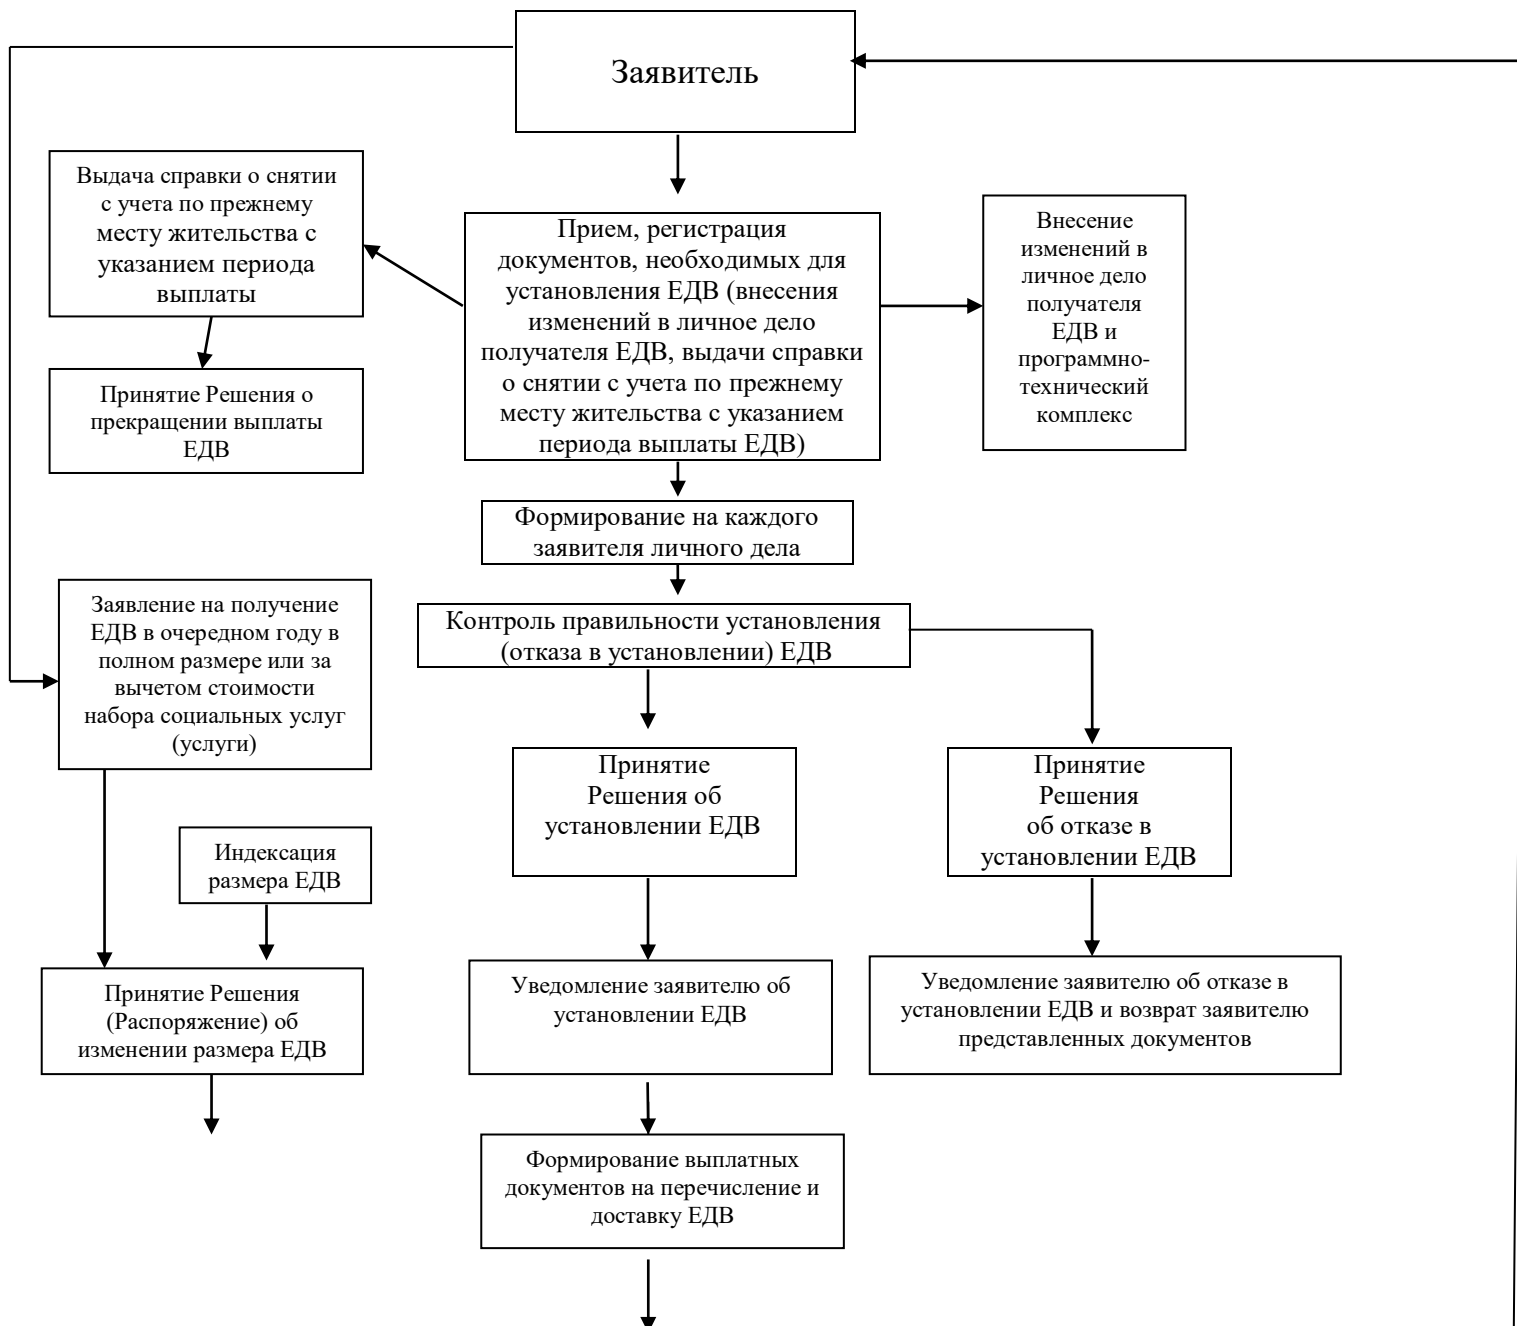 Заявитель
Выдача справки о снятии
с учета по прежнему
месту жительства с
указанием периода
выплаты
Прием, регистрация
документов, необходимых для
установления ЕДВ (внесения
изменений в личное дело
получателя ЕДВ, выдачи справки
о снятии с учета по прежнему
месту жительства с указанием
периода выплаты ЕДВ)
Внесение
изменений в
личное дело
получателя
ЕДВ и
программно-
технический
комплекс
Принятие Решения о
прекращении выплаты
ЕДВ
Формирование на каждого
заявителя личного дела
Заявление на получение
ЕДВ в очередном году в
полном размере или за
вычетом стоимости
набора социальных услуг
(услуги)
Контроль правильности установления
(отказа в установлении) ЕДВ
Принятие
Решения об
установлении ЕДВ
Принятие
Решения
об отказе в
установлении ЕДВ
Индексация
размера ЕДВ
Принятие Решения
(Распоряжение) об
изменении размера ЕДВ
Уведомление заявителю об
установлении ЕДВ
Уведомление заявителю об отказе в
установлении ЕДВ и возврат заявителю
представленных документов
Формирование выплатных
документов на перечисление и
доставку ЕДВ